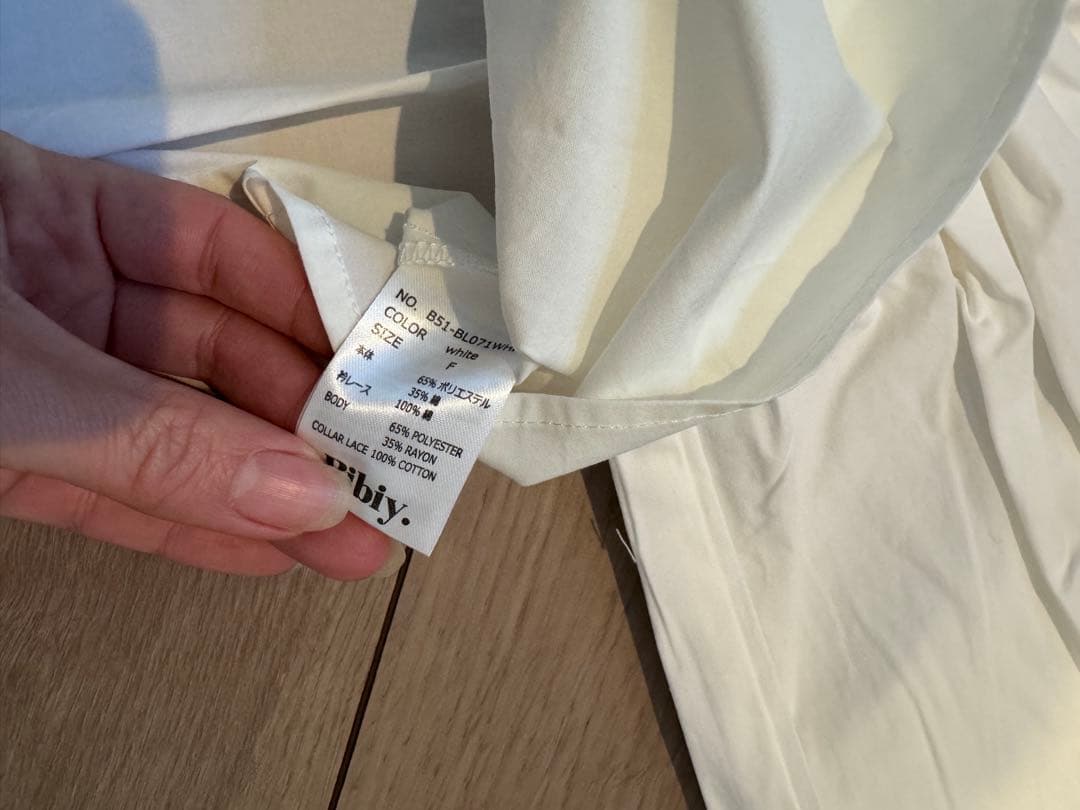 NO. B51-BL071WH
COLOR white
SIZE F
本体 65% ポリエステル
35% 綿
衿レース 100% 綿
BODY 65% POLYESTER
35% RAYON
COLLAR LACE 100% COTTON
Bibiy.